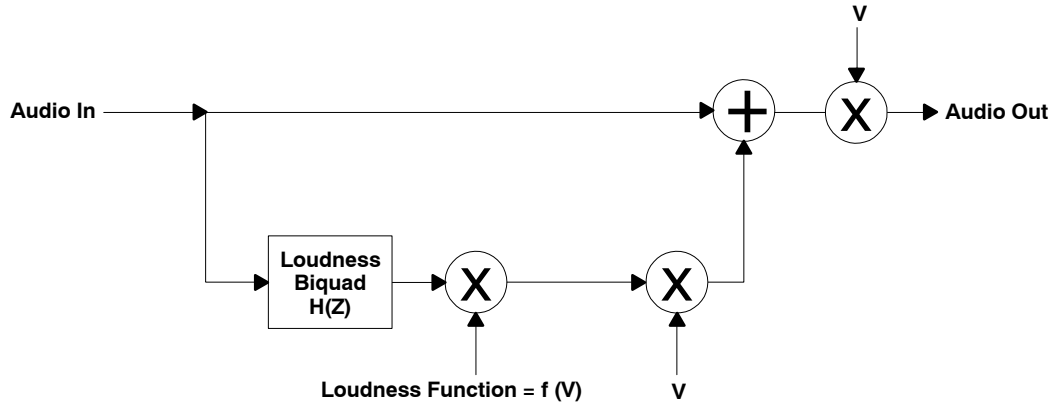 V
Audio In
+
X
Audio Out
Loudness
Biquad
H(Z)
X
X
Loudness Function = f (V)
V